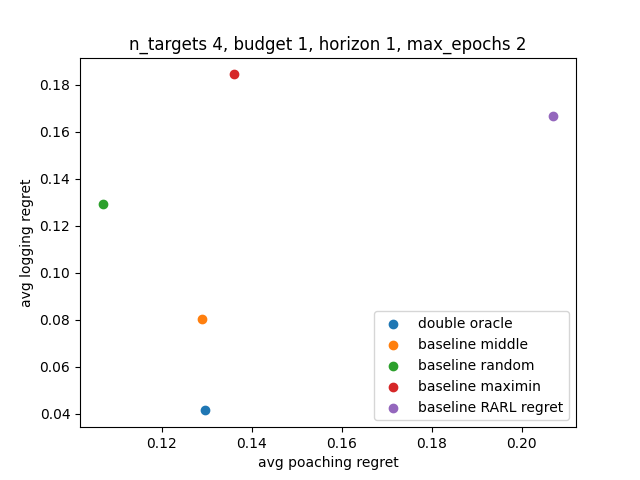 n_targets 4, budget 1, horizon 1, max_epochs 2
avg logging regret
0.18
0.16
0.14
0.12
0.10
0.08
0.06
0.04
double oracle
baseline middle
baseline random
baseline maximin
baseline RARL regret
0.12 0.14 0.16 0.18 0.20
avg poaching regret